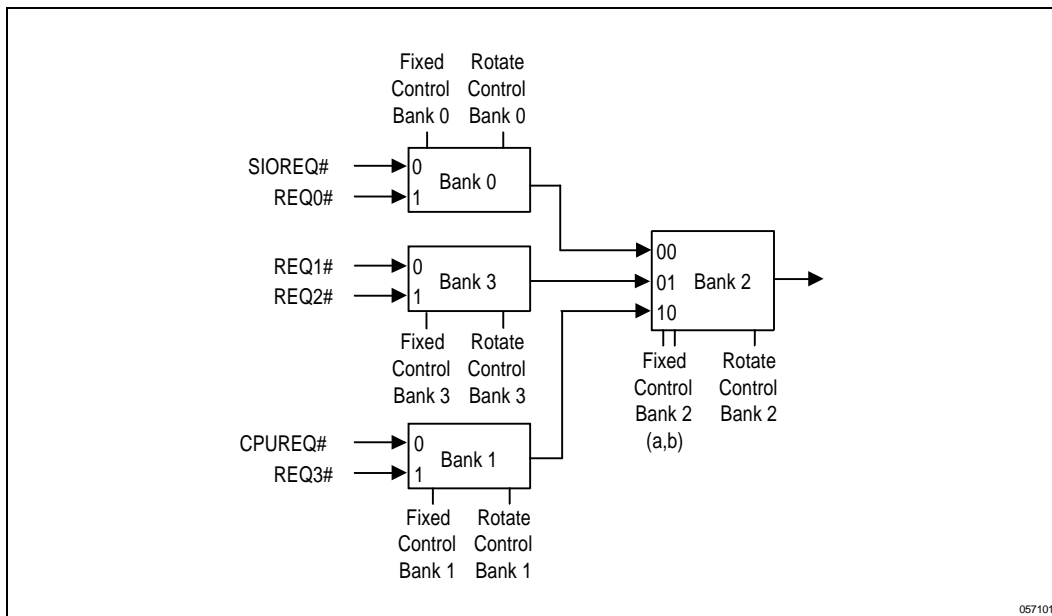 Fixed Control Bank 0
Rotate Control Bank 0
SIOREQ#
REQ0#
0
1
Bank 0
REQ1#
REQ2#
0
1
Bank 3
Fixed Control Bank 3
Rotate Control Bank 3
CPUREQ#
REQ3#
0
1
Bank 1
Fixed Control Bank 1
Rotate Control Bank 1
00
01
10
Bank 2
Fixed Control Bank 2 (a,b)
Rotate Control Bank 2
057101